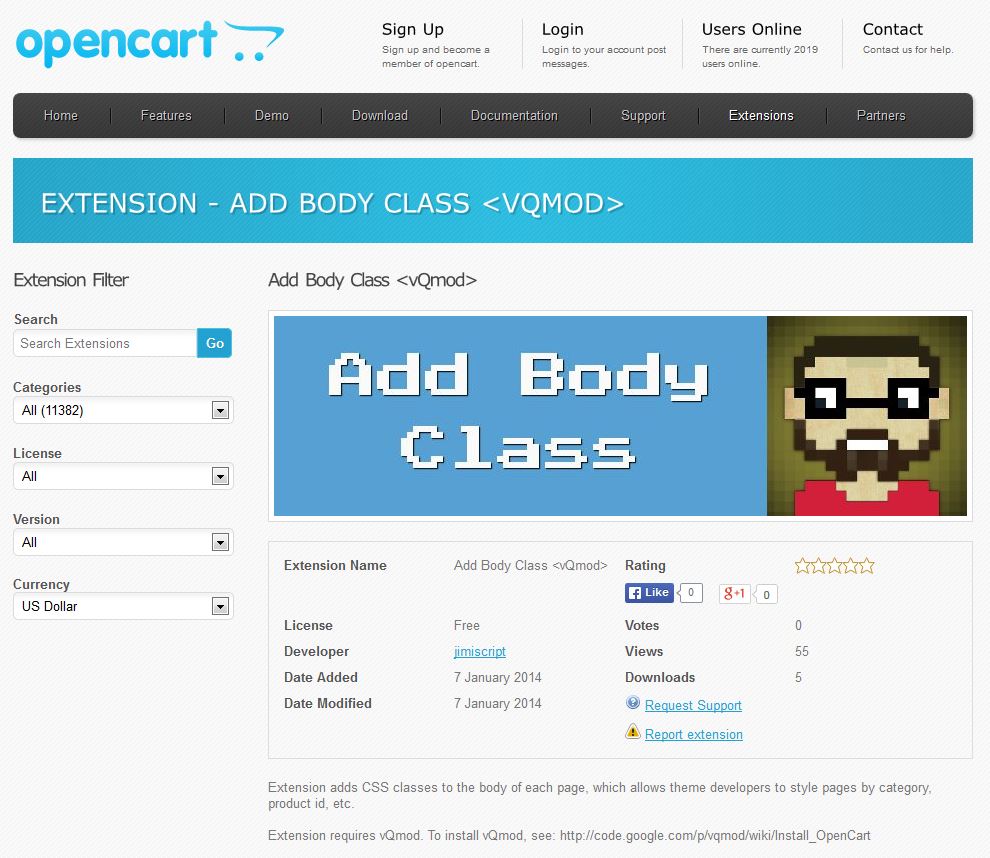 opencart
Sign Up
Sign up and become a
member of opencart.
Login
Login to your account post
messages.
Users Online
There are currently 2019
users online.
Contact
Contact us for help.
Home
Features
Demo
Download
Documentation
Support
Extensions
Partners
EXTENSION - ADD BODY CLASS <VQMOD>
Extension Filter
Search
Search Extensions
Go
Categories
All (11382)
License
All
Version
All
Currency
US Dollar
Add Body Class <vQmod>
Add Body
Class
Extension Name
Add Body Class <vQmod>
Rating
Like
0
g+1
0
License
Free
Votes
0
Developer
jimiscript
Views
55
Date Added
7 January 2014
Downloads
5
Date Modified
7 January 2014
Request Support
Report extension
Extension adds CSS classes to the body of each page, which allows theme developers to style pages by category,
product id, etc.
Extension requires vQmod. To install vQmod, see: http://code.google.com/p/vqmod/wiki/Install_OpenCart